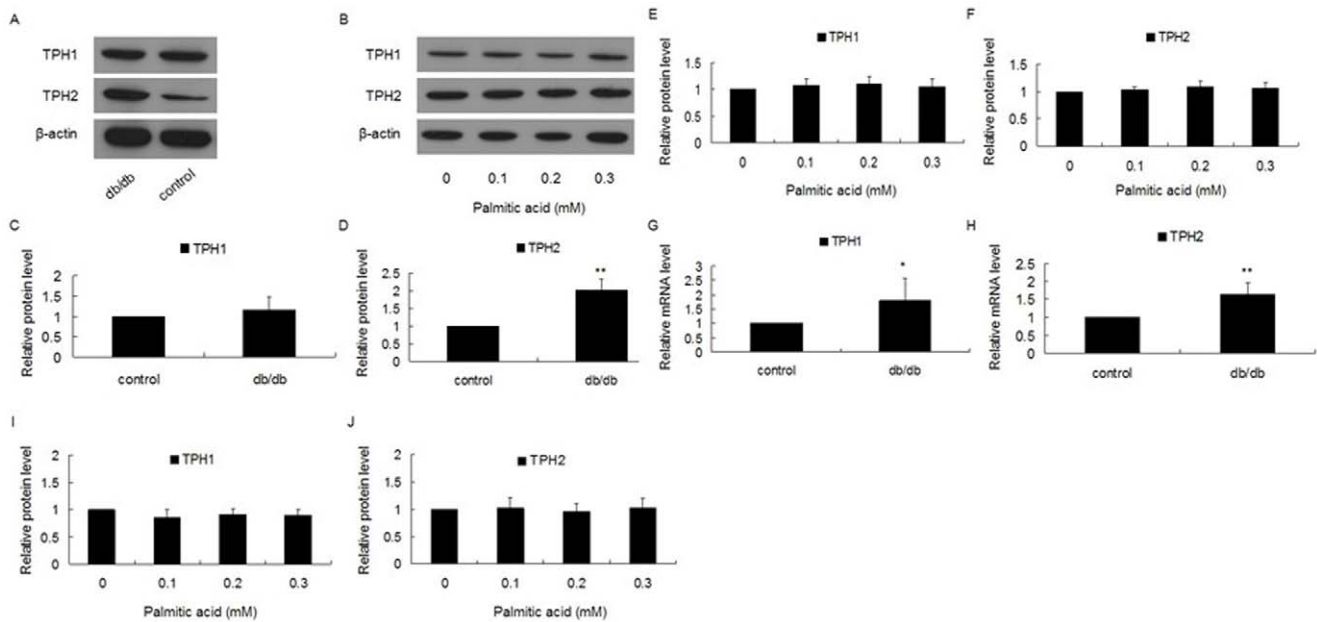 A
TPH1
TPH2
β-actin
db/db control
B
TPH1
TPH2
β-actin
0 0.1 0.2 0.3
Palmitic acid (mM)
E
TPH1
Relative protein level
1.5
1
0.5
0
0 0.1 0.2 0.3
Palmitic acid (mM)
F
TPH2
Relative protein level
1.5
1
0.5
0
0 0.1 0.2 0.3
Palmitic acid (mM)
C
TPH1
Relative protein level
2
1.5
1
0.5
0
control db/db
D
TPH2
Relative protein level
2.5
2
1.5
1
0.5
0
**
control db/db
G
TPH1
Relative mRNA level
3
2.5
2
1.5
1
0.5
0
*
control db/db
H
TPH2
Relative mRNA level
2.5
2
1.5
1
0.5
0
**
control db/db
I
TPH1
Relative protein level
2
1.5
1
0.5
0
0 0.1 0.2 0.3
Palmitic acid (mM)
J
TPH2
Relative protein level
2
1.5
1
0.5
0
0 0.1 0.2 0.3
Palmitic acid (mM)